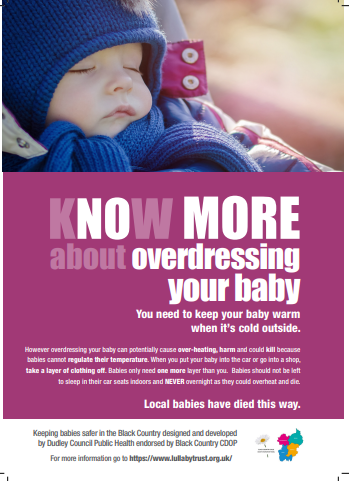 KNOW MORE
about overdressing
your baby
You need to keep your baby warm
when it's cold outside.
However overdressing your baby can potentially cause over-heating, harm and could kill because
babies cannot regulate their temperature. When you put your baby into the car or go into a shop,
take a layer of clothing off. Babies only need one more layer than you. Babies should not be left
to sleep in their car seats indoors and NEVER overnight as they could overheat and die.
Local babies have died this way.
Keeping babies safer in the Black Country designed and developed
by Dudley Council Public Health endorsed by Black Country CDOP
For more information go to https://www.lullabytrust.org.uk/